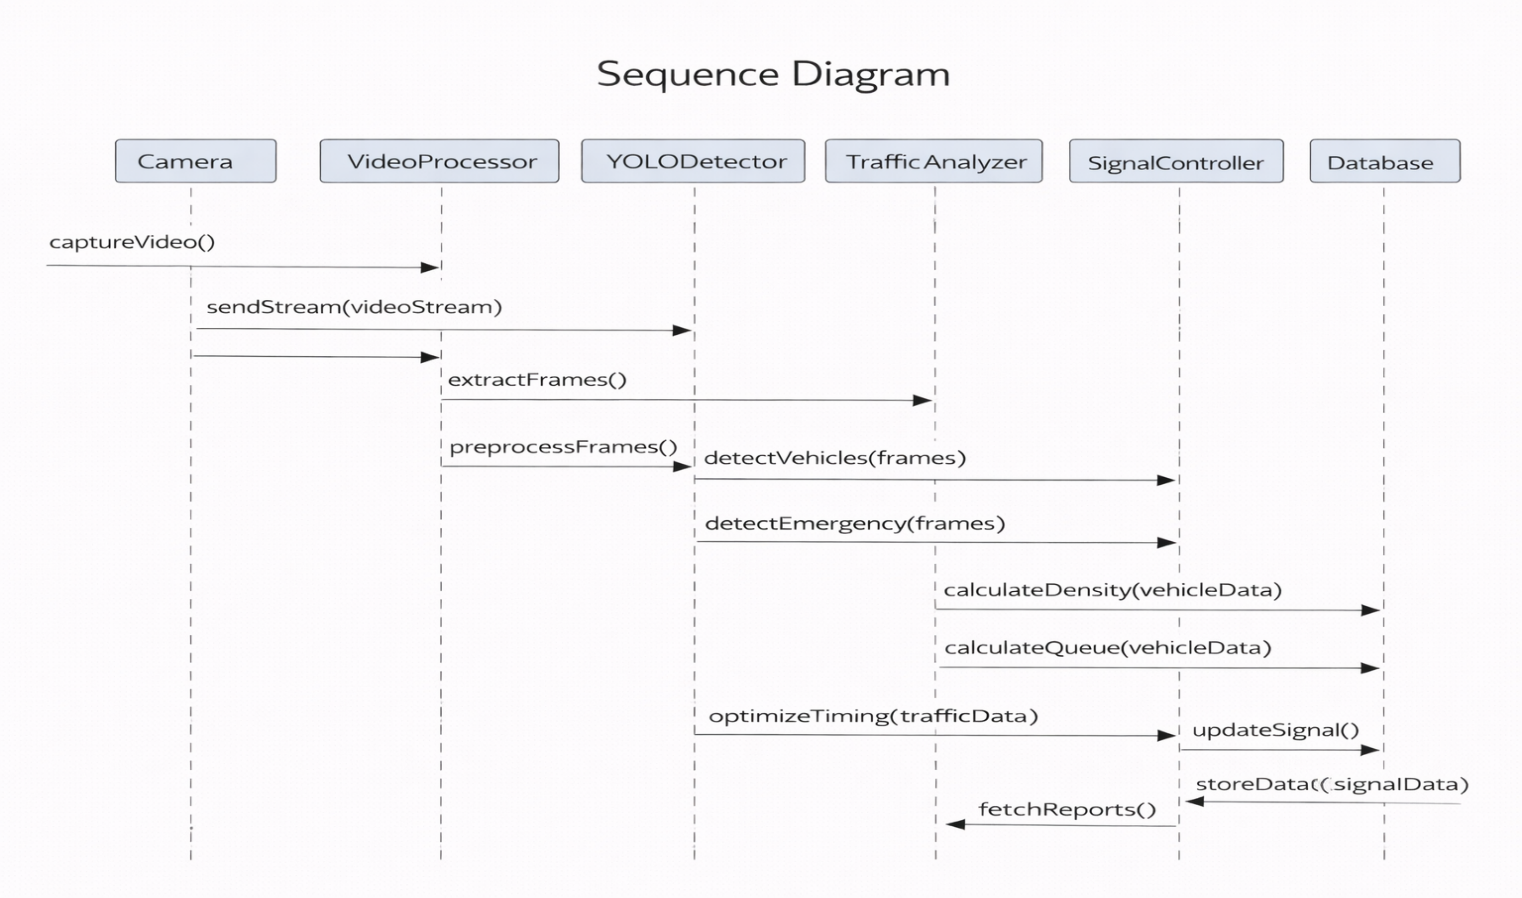 Sequence Diagram
Camera
VideoProcessor
YOLODetector
Traffic Analyzer
SignalController
Database
captureVideo()
sendStream(videoStream)
extractFrames()
preprocessFrames()
detectVehicles(frames)
detectEmergency(frames)
calculateDensity(vehicleData)
calculateQueue(vehicleData)
optimizeTiming(trafficData)
updateSignal()
storeData((signalData)
fetchReports()